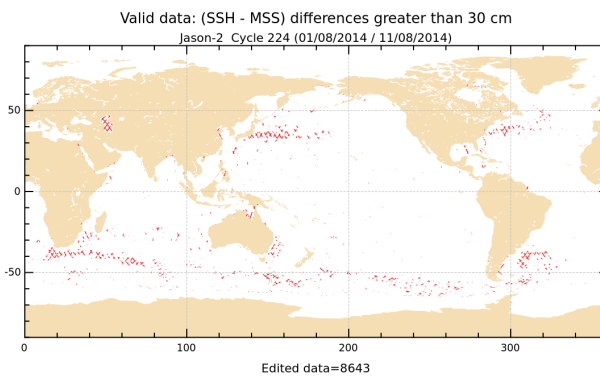 Valid data: (SSH - MSS) differences greater than 30 cm
Jason-2  Cycle 224 (01/08/2014 / 11/08/2014)
50
0
-50
0 100 200 300
Edited data=8643